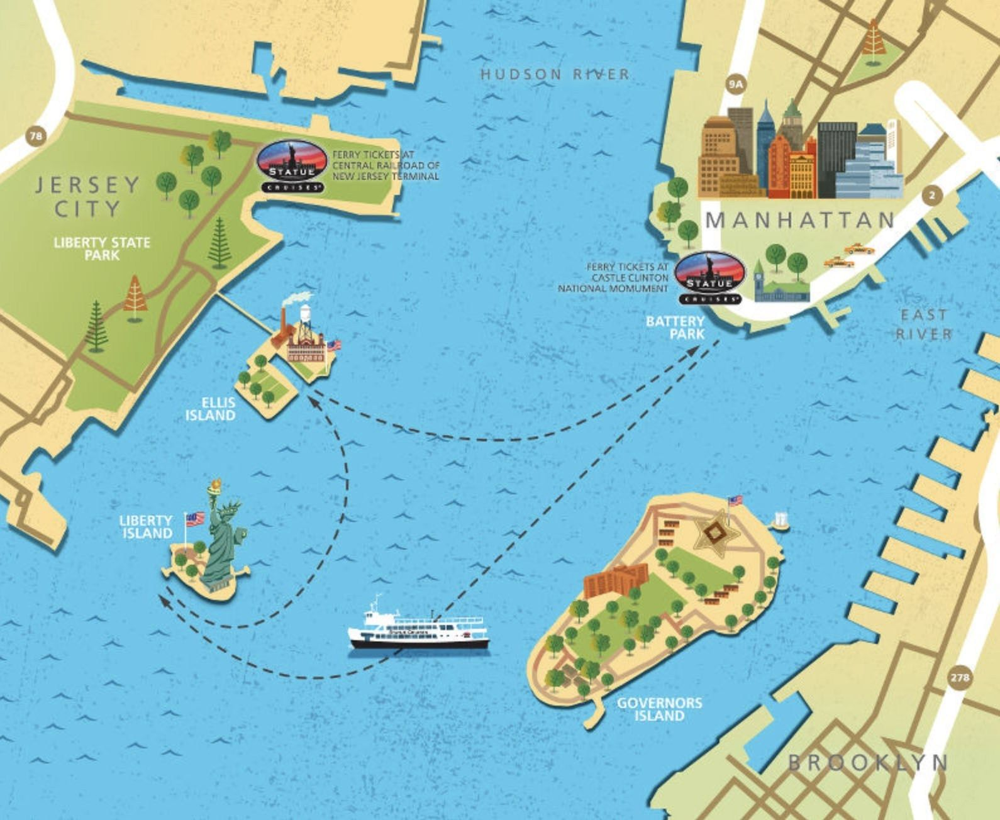 HUDSON RIVER
9A
78
STATUE
CRUISES
FERRY TICKETS AT
CENTRAL RAILROAD OF
NEW JERSEY TERMINAL
JERSEY
CITY
LIBERTY STATE
PARK
2
MANHATTAN
FERRY TICKETS AT
CASTLE CLINTON
NATIONAL MOMUMENT
STATUE
CRUISES
BATTERY
PARK
EAST
RIVER
ELLIS
ISLAND
LIBERTY
ISLAND
Statue Cruises
278
GOVERNORS
ISLAND
BROOKLYN